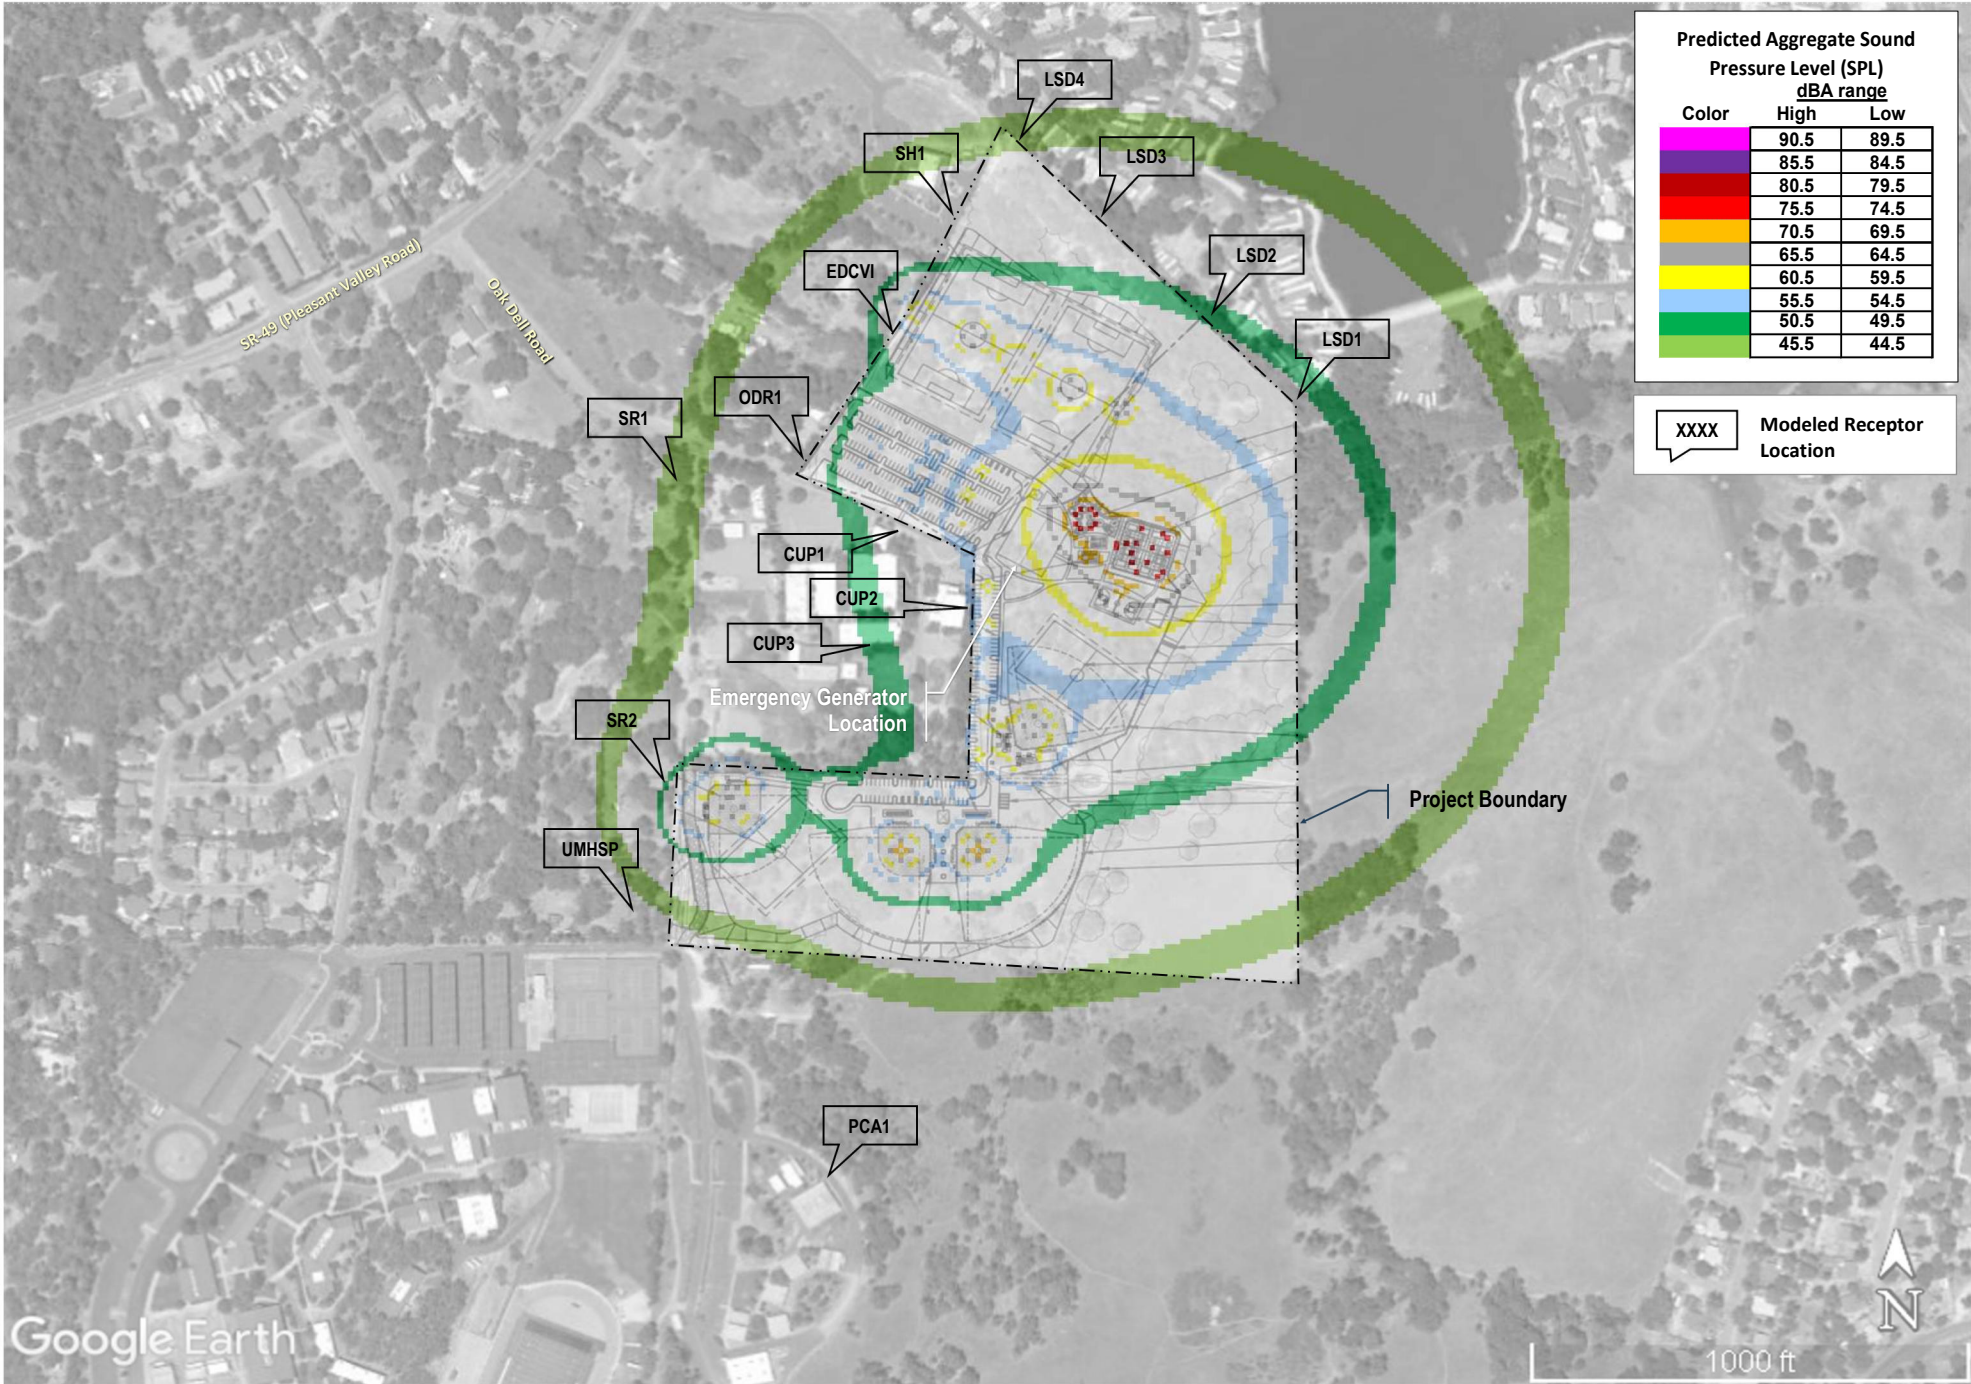 Predicted Aggregate Sound
Pressure Level (SPL)
dBA range
Color High Low
90.5 89.5
85.5 84.5
80.5 79.5
75.5 74.5
70.5 69.5
65.5 64.5
60.5 59.5
55.5 54.5
50.5 49.5
45.5 44.5
XXXX
Modeled Receptor
Location
LSD4
SH1
LSD3
EDCVI
LSD2
LSD1
SR-49 (Pleasant Valley Road)
Oak Dell Road
ODR1
SR1
CUP1
CUP2
CUP3
Emergency Generator
Location
SR2
Project Boundary
UMHSP
PCA1
Google Earth
N
1000 ft